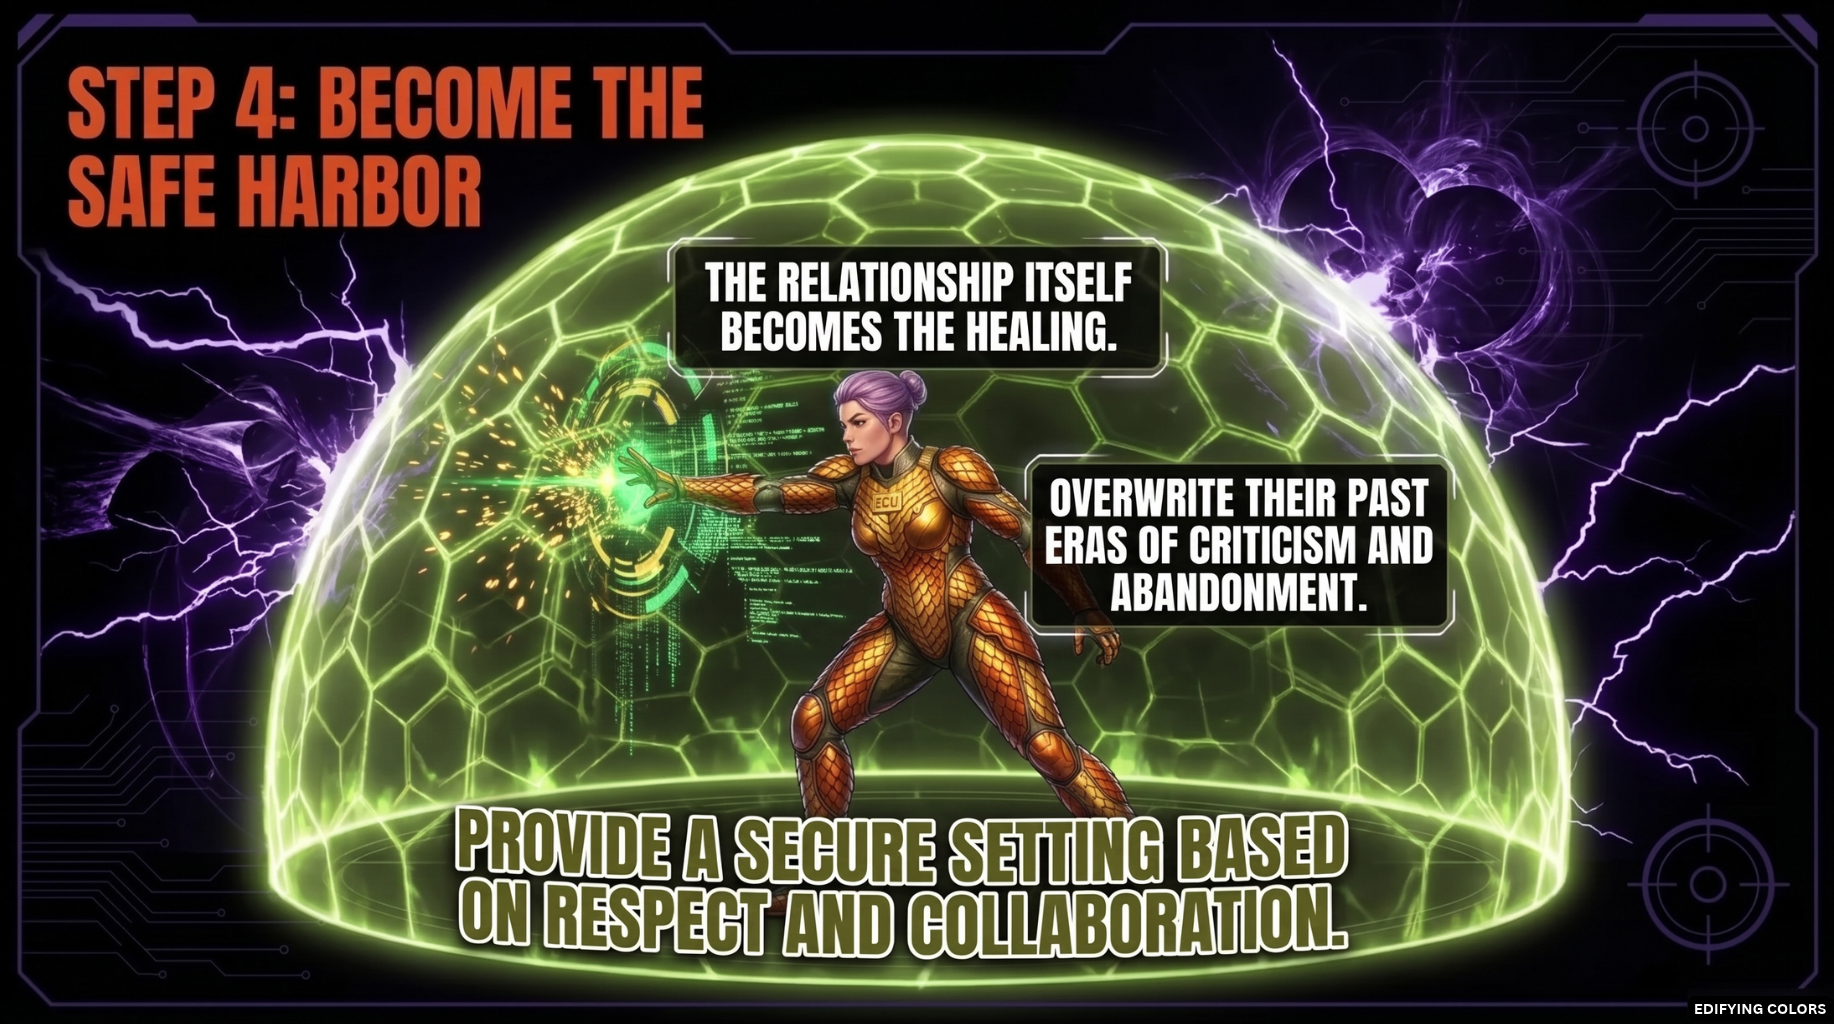 STEP 4: BECOME THE
SAFE HARBOR
THE RELATIONSHIP ITSELF
BECOMES THE HEALING.
ECU
OVERWRITE THEIR PAST
ERAS OF CRITICISM AND
ABANDONMENT.
PROVIDE A SECURE SETTING BASED
ON RESPECT AND COLLABORATION.
EDIFYING COLORS